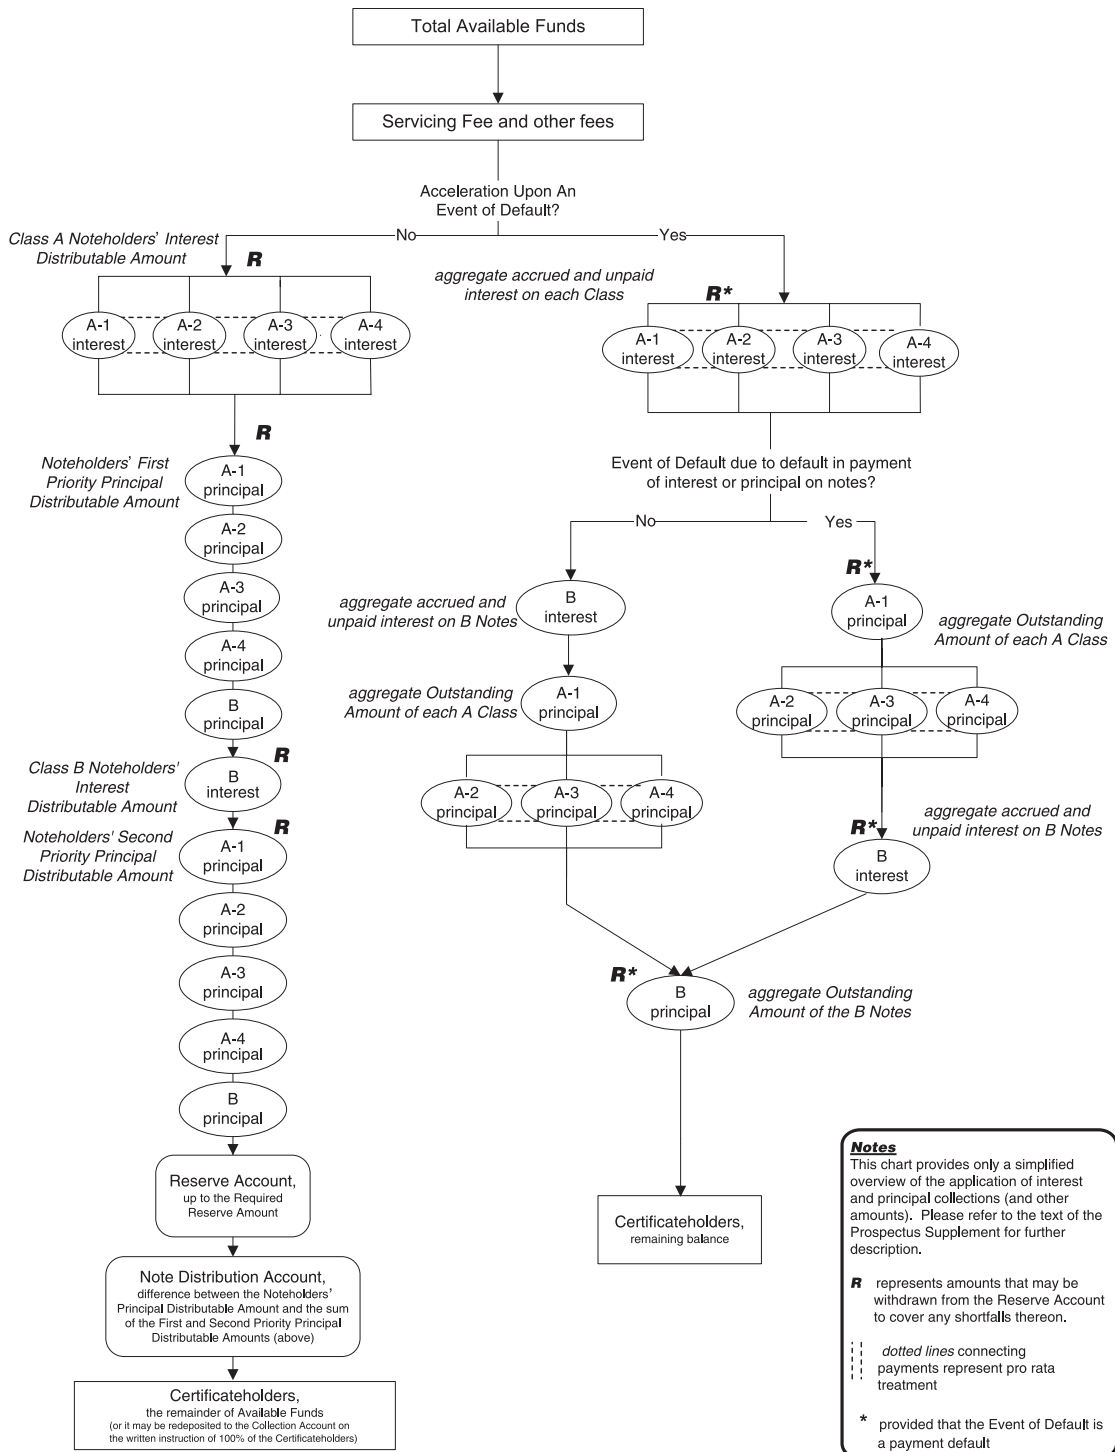 Total Available Funds
Servicing Fee and other fees
Acceleration Upon An
Event of Default?
No
Yes
Class A Noteholders' Interest
Distributable Amount
R
A-1
interest
A-2
interest
A-3
interest
A-4
interest
R
Noteholders' First
Priority Principal
Distributable Amount
A-1
principal
A-2
principal
A-3
principal
A-4
principal
B
principal
R
Class B Noteholders'
Interest
Distributable Amount
B
interest
R
Noteholders' Second
Priority Principal
Distributable Amount
A-1
principal
A-2
principal
A-3
principal
A-4
principal
B
principal
Reserve Account,
up to the Required
Reserve Amount
Note Distribution Account,
difference between the Noteholders'
Principal Distributable Amount and the sum
of the First and Second Priority Principal
Distributable Amounts (above)
Certificateholders,
the remainder of Available Funds
(or it may be redeposited to the Collection Account on
the written instruction of 100% of the Certificateholders)
aggregate accrued and unpaid
interest on each Class
R*
A-1
interest
A-2
interest
A-3
interest
A-4
interest
Event of Default due to default in payment
of interest or principal on notes?
No
Yes
aggregate accrued and
unpaid interest on B Notes
B
interest
aggregate Outstanding
Amount of each A Class
A-1
principal
A-2
principal
A-3
principal
A-4
principal
R*
A-1
principal
aggregate Outstanding
Amount of each A Class
A-2
principal
A-3
principal
A-4
principal
aggregate accrued and
unpaid interest on B Notes
R*
B
interest
R*
B
principal
aggregate Outstanding
Amount of the B Notes
Certificateholders,
remaining balance
Notes
This chart provides only a simplified
overview of the application of interest
and principal collections (and other
amounts). Please refer to the text of the
Prospectus Supplement for further
description.
R represents amounts that may be
withdrawn from the Reserve Account
to cover any shortfalls thereon.
dotted lines connecting
payments represent pro rata
treatment
* provided that the Event of Default is
a payment default